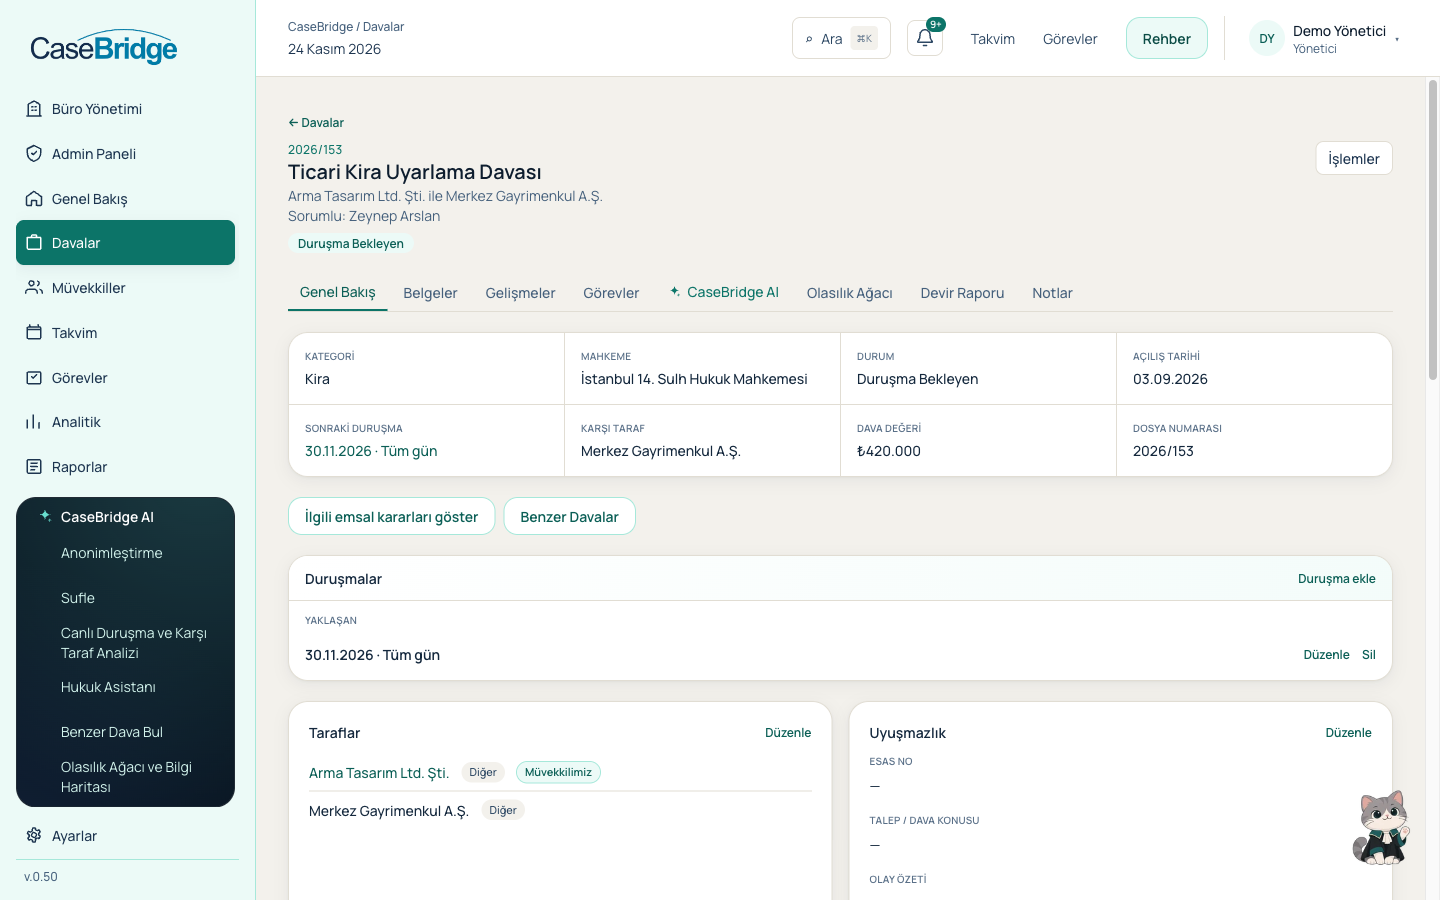 CaseBridge
Büro Yönetimi
Admin Paneli
Genel Bakış
Davalar
Müvekkiller
Takvim
Görevler
Analitik
Raporlar
CaseBridge AI
Anonimleştirme
Sufle
Canlı Duruşma ve Karşı
Taraf Analizi
Hukuk Asistanı
Benzer Dava Bul
Olasılık Ağacı ve Bilgi
Haritası
Ayarlar
v.0.50
CaseBridge / Davalar
24 Kasım 2026
Ara ⌘K
9+
Takvim
Görevler
Rehber
DY
Demo Yönetici
Yönetici
← Davalar
2026/153
Ticari Kira Uyarlama Davası
Arma Tasarım Ltd. Şti. ile Merkez Gayrimenkul A.Ş.
Sorumlu: Zeynep Arslan
Duruşma Bekleyen
İşlemler
Genel Bakış Belgeler Gelişmeler Görevler CaseBridge AI Olasılık Ağacı Devir Raporu Notlar
KATEGORİ MAHKEME DURUM AÇILIŞ TARİHİ
Kira İstanbul 14. Sulh Hukuk Mahkemesi Duruşma Bekleyen 03.09.2026
SONRAKİ DURUŞMA KARŞI TARAF DAVA DEĞERİ DOSYA NUMARASI
30.11.2026 · Tüm gün Merkez Gayrimenkul A.Ş. ₺420.000 2026/153
İlgili emsal kararları göster Benzer Davalar
Duruşmalar Duruşma ekle
YAKLAŞAN
30.11.2026 · Tüm gün Düzenle Sil
Taraflar Düzenle
Arma Tasarım Ltd. Şti. Diğer Müvekkilimiz
Merkez Gayrimenkul A.Ş. Diğer
Uyuşmazlık Düzenle
ESAS NO
—
TALEP / DAVA KONUSU
—
OLAY ÖZETİ